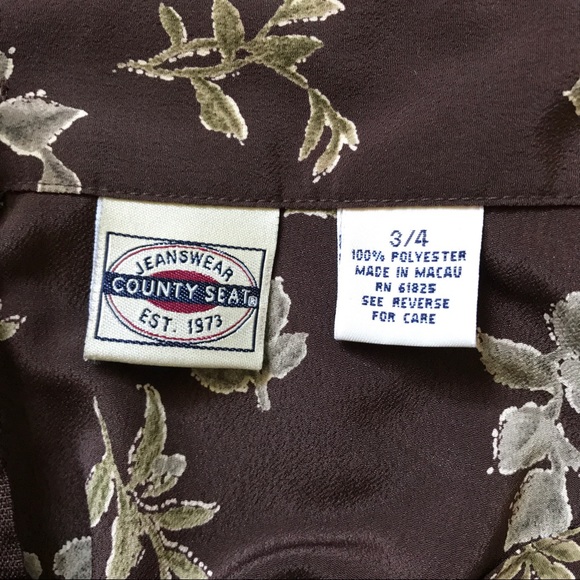 JEANSWEAR
COUNTY SEAT®
EST. 1973
3/4
100% POLYESTER
MADE IN MACAU
RN 61825
SEE REVERSE
FOR CARE